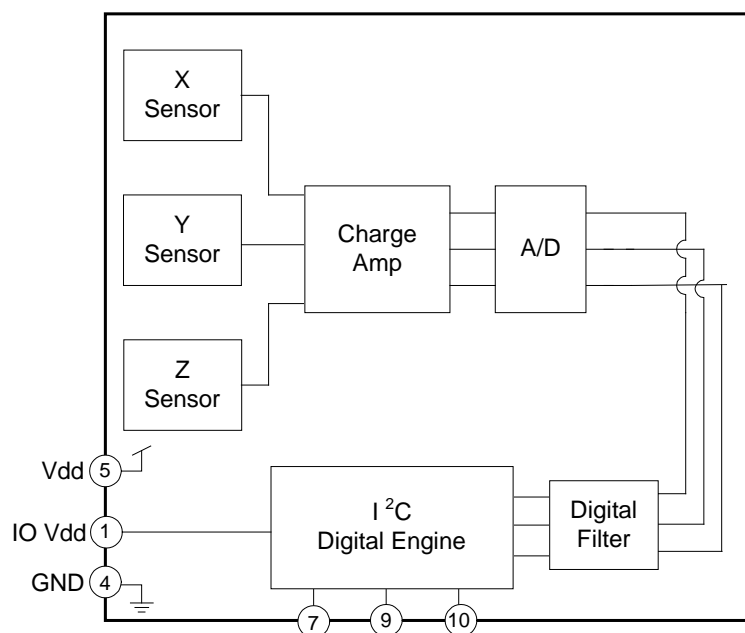 X
Sensor
Y
Sensor
Charge
Amp
A/D
Z
Sensor
Vdd 5
IO Vdd 1
GND 4
I 2C
Digital Engine
Digital
Filter
7
9
10